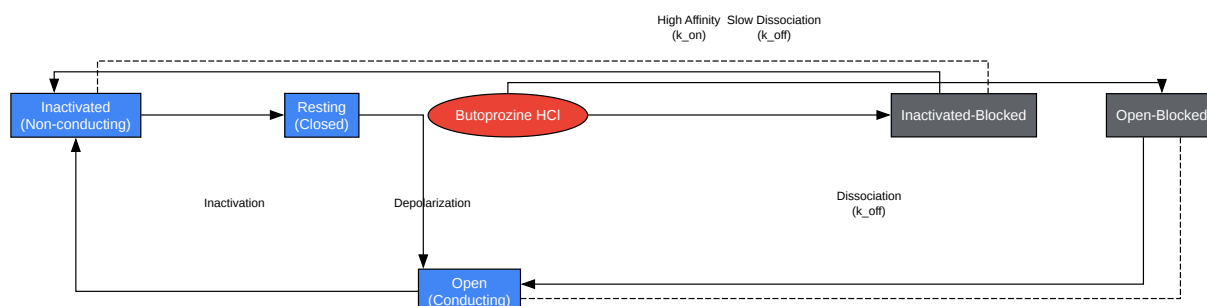 High Affinity Slow Dissociation
(k_on) (k_off)
Inactivated
(Non-conducting)
Resting
(Closed)
Butoprozine HCl
Inactivated-Blocked
Open-Blocked
Inactivation
Depolarization
Dissociation
(k_off)
Open
(Conducting)